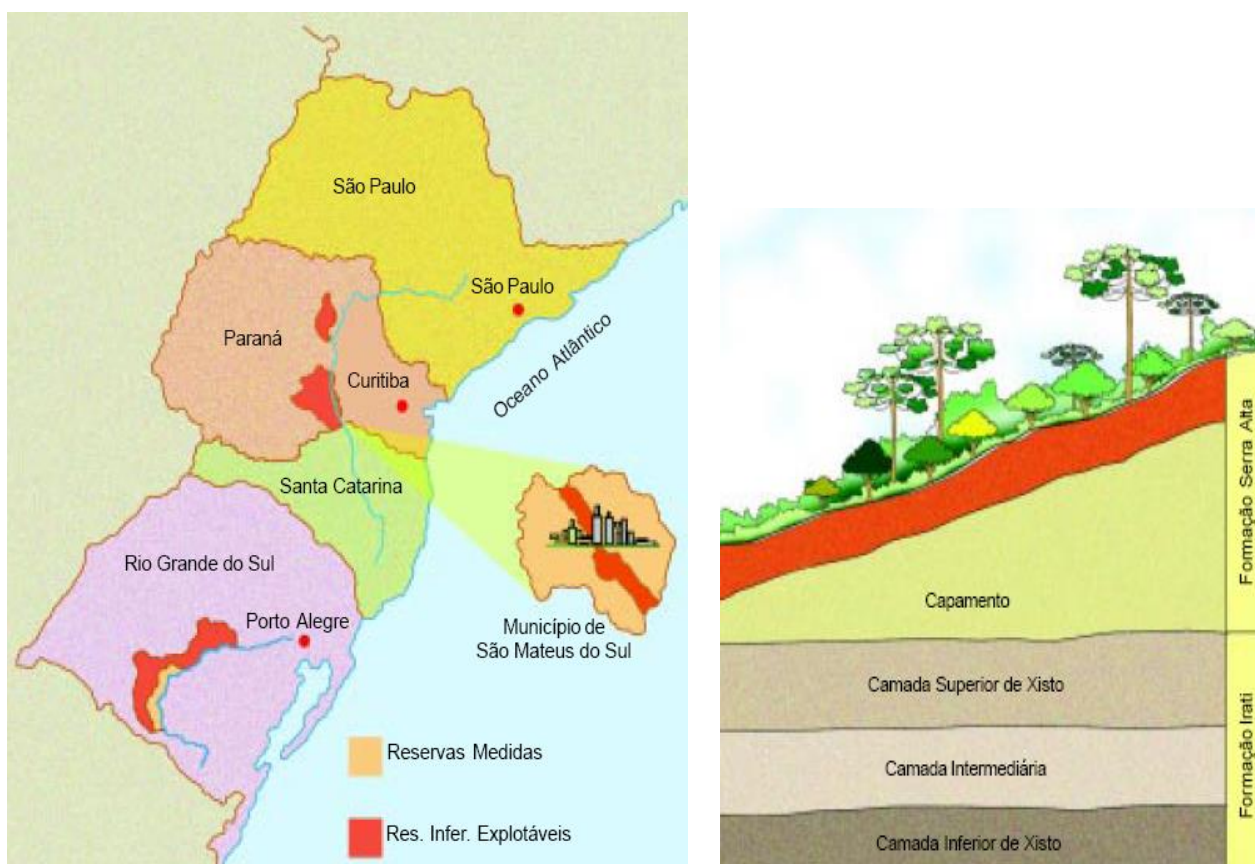 São Paulo
São Paulo
Paraná
Curitiba
Oceano Atlântico
Santa Catarina
Rio Grande do Sul
Porto Alegre
Município de
São Mateus do Sul
Reservas Medidas
Res. Infer. Explotáveis
Formação Serra Alta
Capamento
Camada Superior de Xisto
Camada Intermediária
Camada Inferior de Xisto
Formação Irati